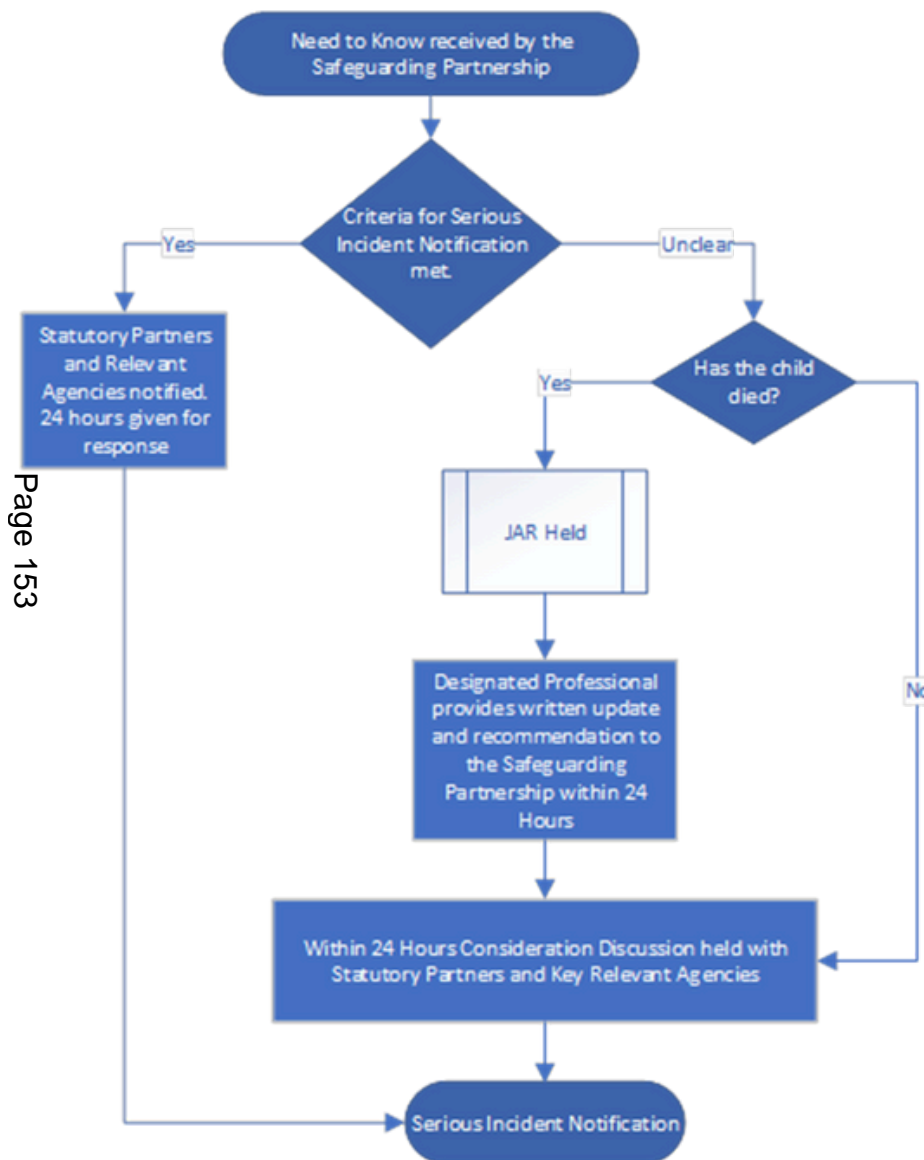 Need to Know received by the
Safeguarding Partnership
Criteria for Serious
Incident Notification
met.
Yes
Unclear
Statutory Partners
and Relevant
Agencies notified.
24 hours given for
response
Has the child
died?
Yes
No
JAR Held
Designated Professional
provides written update
and recommendation to
the Safeguarding
Partnership within 24
Hours
Within 24 Hours Consideration Discussion held with
Statutory Partners and Key Relevant Agencies
Serious Incident Notification
Page 153